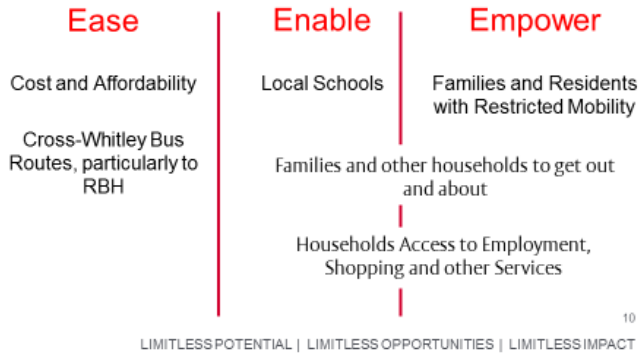 Ease
Enable
Empower
Cost and Affordability
Cross-Whitley Bus
Routes, particularly to
RBH
Local Schools
Families and Residents
with Restricted Mobility
Families and other households to get out
and about
Households Access to Employment,
Shopping and other Services
10
LIMITLESS POTENTIAL | LIMITLESS OPPORTUNITIES | LIMITLESS IMPACT